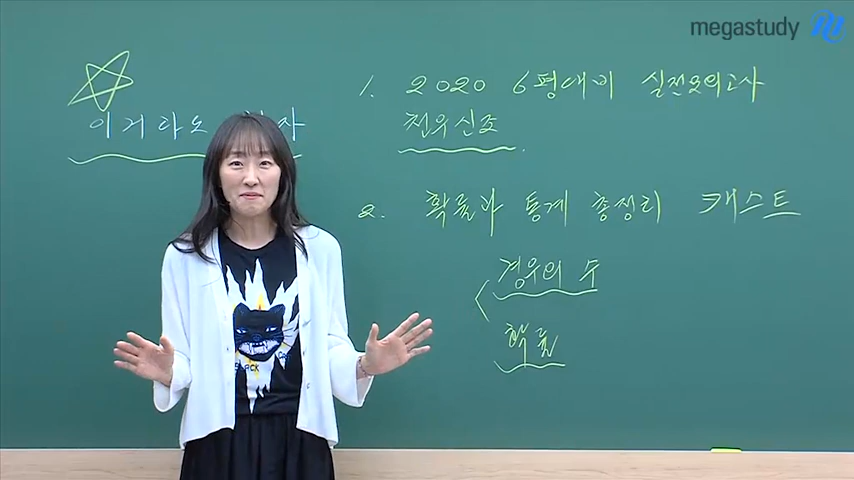 megastudy
이거라도 자
1. 2020 6평대비 실전모의고사
전우신조
2. 확률과 통계 총정리 캐스트
경우의 수
확률
BLACK